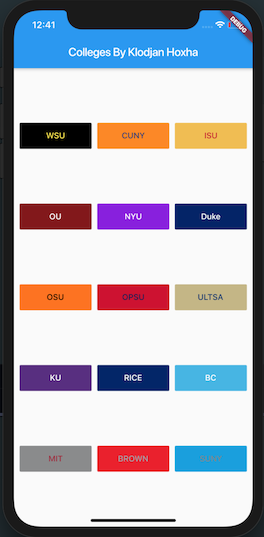 12:41
DEBUG
Colleges By Klodjan Hoxha
WSU CUNY ISU
OU NYU Duke
OSU OPSU ULTSA
KU RICE BC
MIT BROWN